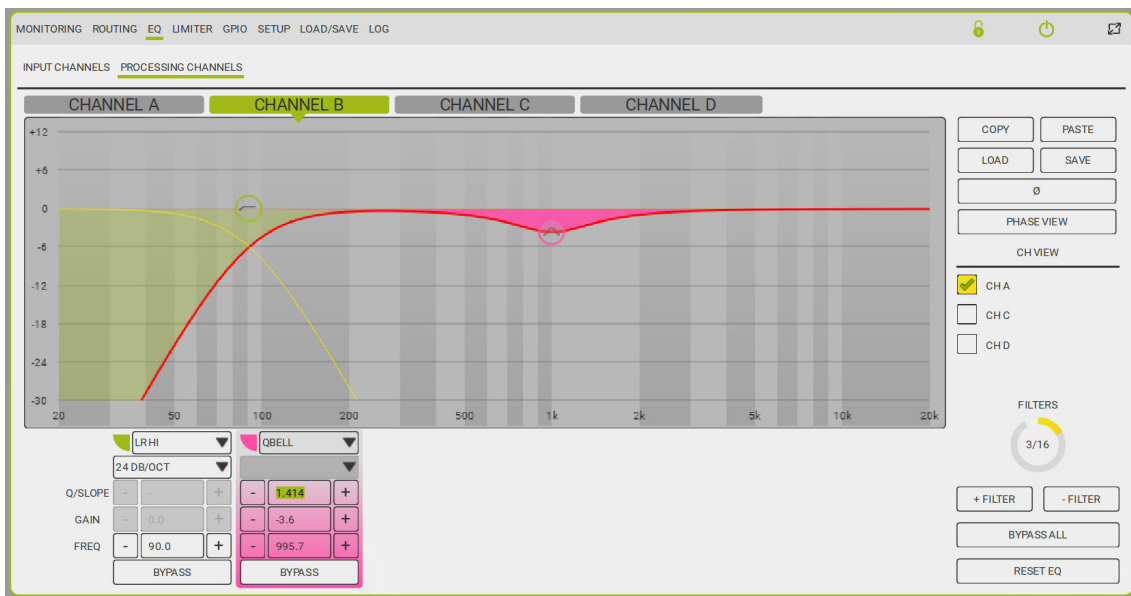 MONITORING ROUTING EQ LIMITER GPIO SETUP LOAD/SAVE LOG
INPUT CHANNELS PROCESSING CHANNELS
CHANNEL A CHANNEL B CHANNEL C CHANNEL D
+12
+6
0
-6
-12
-18
-24
-30
20 50 100 200 500 1k 2k 5k 10k 20k
COPY PASTE
LOAD SAVE
Ø
PHASE VIEW
CH VIEW
CH A
CH C
CH D
FILTERS
3/16
+ FILTER - FILTER
BYPASS ALL
RESET EQ
LR HI QBELL
24 DB/OCT
Q/SLOPE - - + - 1.414 +
GAIN - 0.0 + - -3.6 +
FREQ - 90.0 + - 995.7 +
BYPASS BYPASS